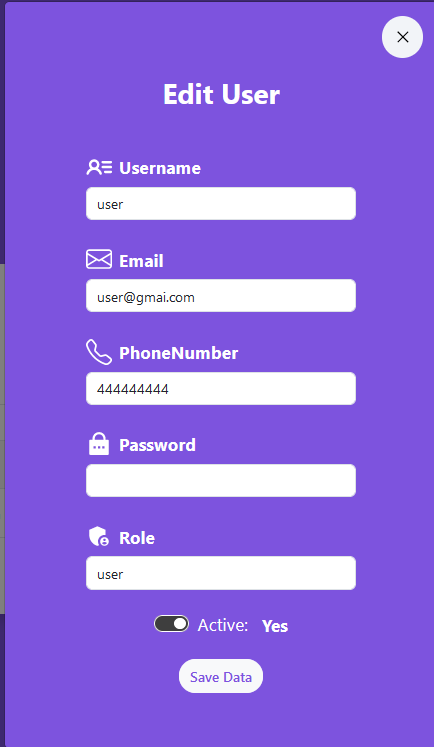 Edit User
Username
user
Email
user@gmai.com
PhoneNumber
444444444
Password
Role
user
Active: Yes
Save Data